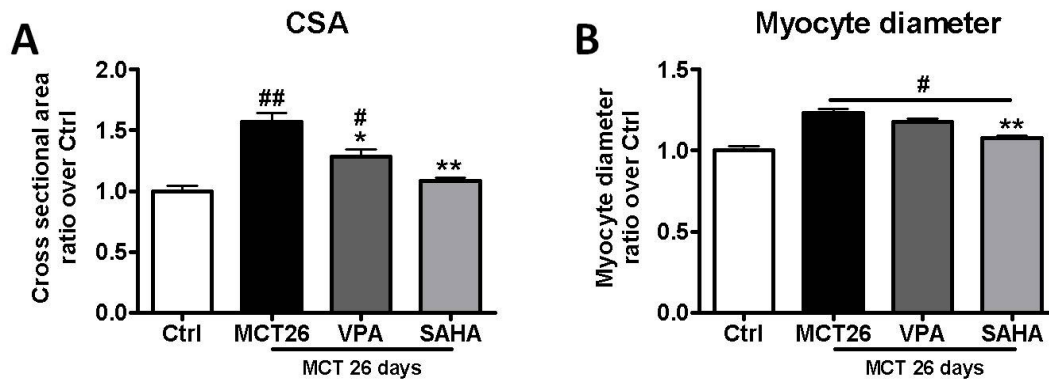 A
CSA
Cross sectional area
ratio over Ctrl
2.0
1.5
1.0
0.5
0.0
##
#
*
**
Ctrl
MCT26
VPA
SAHA
MCT 26 days
B
Myocyte diameter
Myocyte diameter
ratio over Ctrl
1.5
1.0
0.5
0.0
#
**
Ctrl
MCT26
VPA
SAHA
MCT 26 days